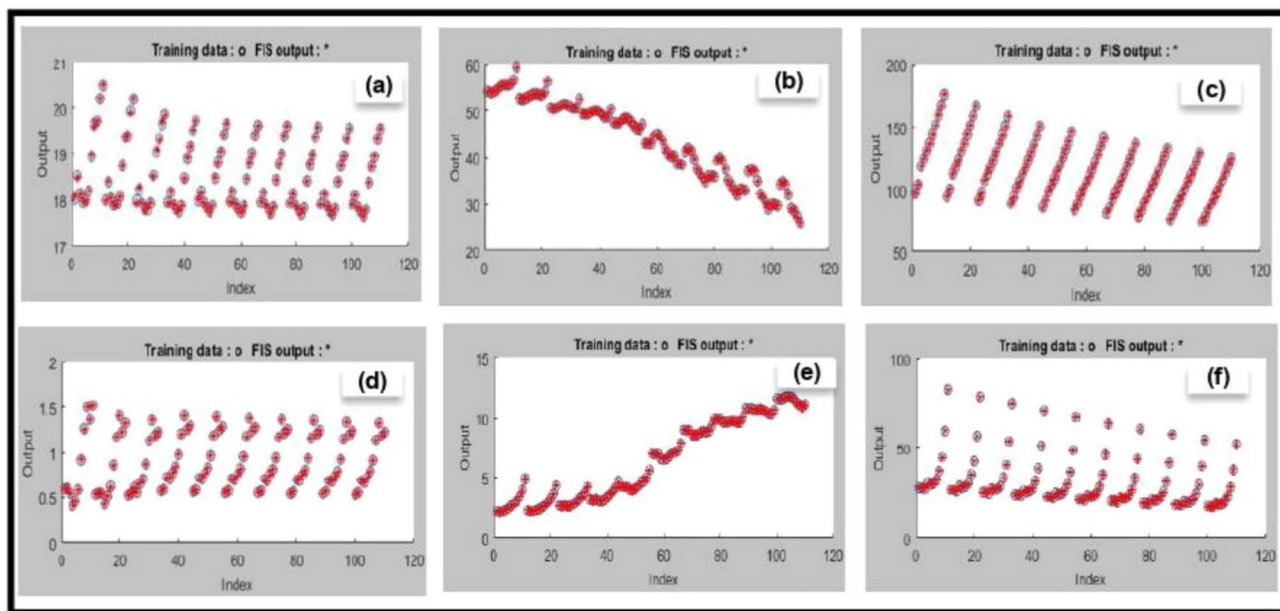 Training data : o FIS output : *
(a)
21
20
19
18
17
Output
0 20 40 60 80 100 120
Index
Training data : o FIS output : *
(b)
60
50
40
30
20
Output
0 20 40 60 80 100 120
Index
Training data : o FIS output : *
(c)
200
150
100
50
Output
0 20 40 60 80 100 120
Index
Training data : o FIS output : *
(d)
2
1.5
1
0.5
0
Output
0 20 40 60 80 100 120
Index
Training data : o FIS output : *
(e)
15
10
5
0
Output
0 20 40 60 80 100 120
Index
Training data : o FIS output : *
(f)
100
50
0
Output
0 20 40 60 80 100 120
Index